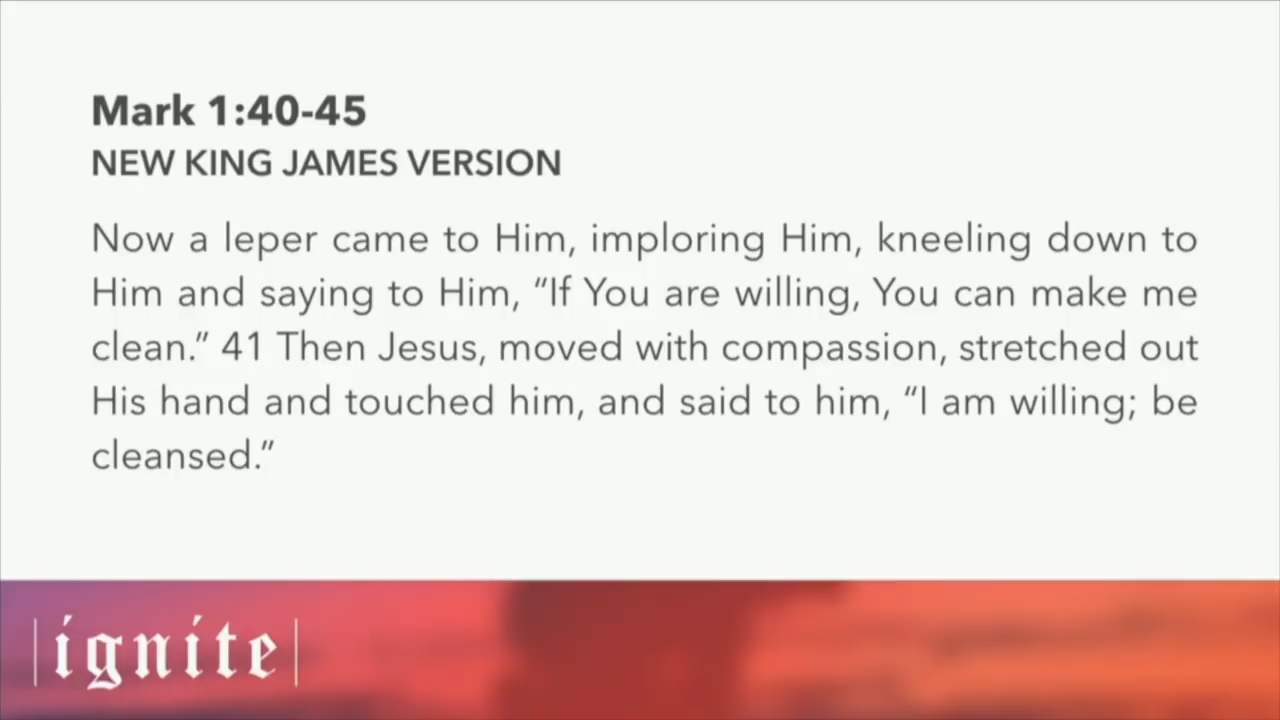 Mark 1:40-45
NEW KING JAMES VERSION
Now a leper came to Him, imploring Him, kneeling down to
Him and saying to Him, “If You are willing, You can make me
clean.” 41 Then Jesus, moved with compassion, stretched out
His hand and touched him, and said to him, “I am willing; be
cleansed.”
|ignite|